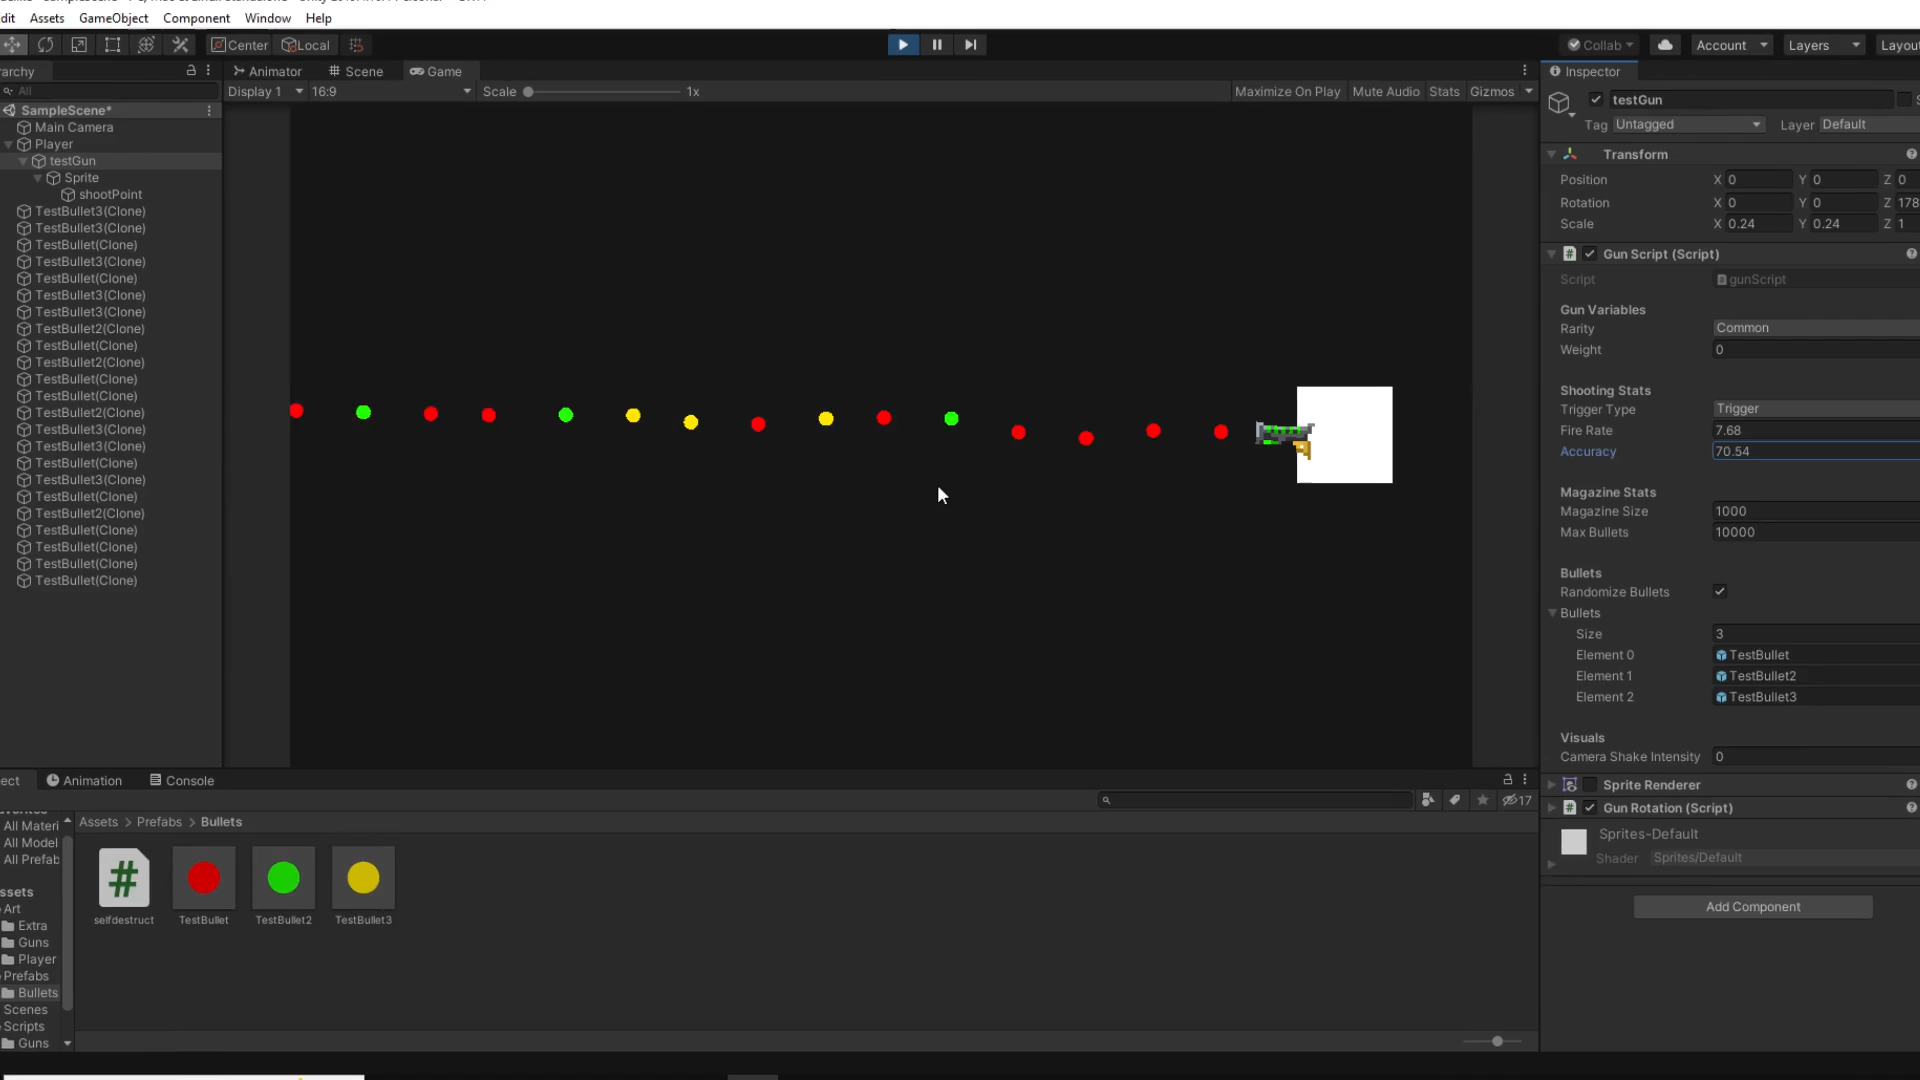 dit Assets GameObject Component Window Help
Center Local Collab Account Layers Layou
rarchy Animator Scene Game Inspector
All Display 1 16:9 Scale 1x Maximize On Play Mute Audio Stats Gizmos
testGun
SampleScene*
Main Camera
Tag Untagged Layer Default
Player
testGun
Sprite
shootPoint
TestBullet3(Clone)
TestBullet3(Clone)
TestBullet(Clone)
TestBullet3(Clone)
TestBullet(Clone)
TestBullet3(Clone)
TestBullet3(Clone)
TestBullet2(Clone)
TestBullet(Clone)
TestBullet2(Clone)
TestBullet(Clone)
TestBullet(Clone)
TestBullet2(Clone)
TestBullet3(Clone)
TestBullet3(Clone)
TestBullet(Clone)
TestBullet3(Clone)
TestBullet(Clone)
TestBullet2(Clone)
TestBullet(Clone)
TestBullet(Clone)
TestBullet(Clone)
TestBullet(Clone)
Transform
Position X 0 Y 0 Z 0
Rotation X 0 Y 0 Z 178
Scale X 0.24 Y 0.24 Z 1
Gun Script (Script)
Script gunScript
Gun Variables
Rarity Common
Weight 0
Shooting Stats
Trigger Type Trigger
Fire Rate 7.68
Accuracy 70.54
Magazine Stats
Magazine Size 1000
Max Bullets 10000
Bullets
Randomize Bullets
Bullets
Size 3
Element 0 TestBullet
Element 1 TestBullet2
Element 2 TestBullet3
Visuals
Camera Shake Intensity 0
Sprite Renderer
Gun Rotation (Script)
Sprites-Default
Shader Sprites/Default
Add Component
ect Animation Console
17
All Materi
All Model
All Prefab
ssets
Art
Extra
Guns
Player
Prefabs
Bullets
Scenes
Scripts
Guns
Assets > Prefabs > Bullets
selfdestruct TestBullet TestBullet2 TestBullet3